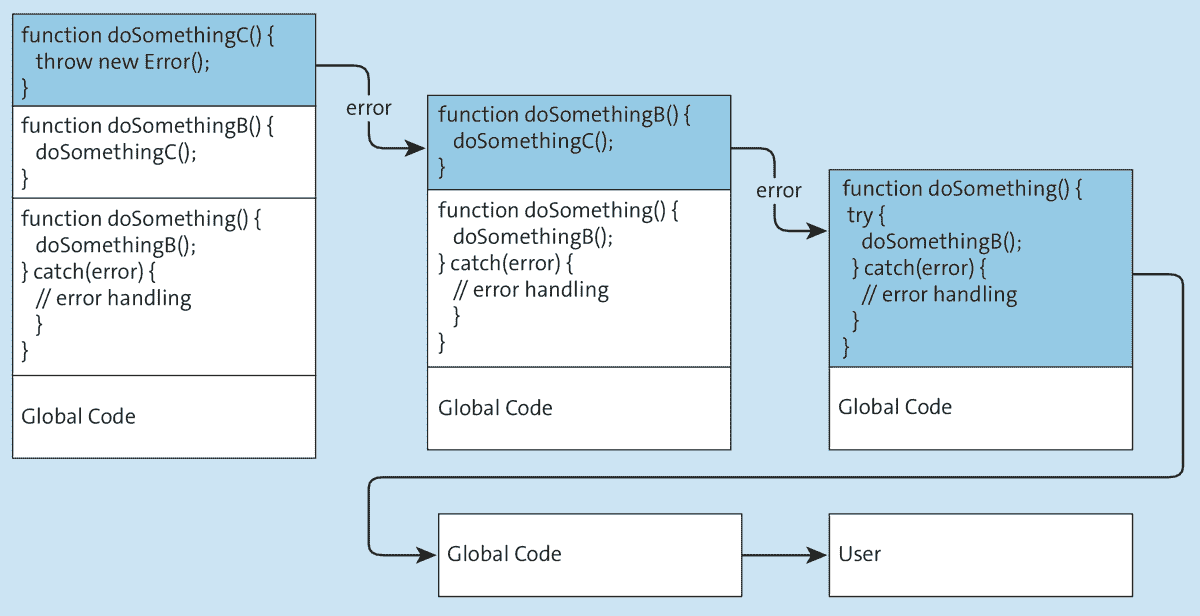 function doSomethingC() {
throw new Error();
}
function doSomethingB() {
doSomethingC();
}
function doSomething() {
doSomethingB();
} catch(error) {
// error handling
}
}
Global Code
error
function doSomethingB() {
doSomethingC();
}
function doSomething() {
doSomethingB();
} catch(error) {
// error handling
}
}
Global Code
error
function doSomething() {
try {
doSomethingB();
} catch(error) {
// error handling
}
}
Global Code
Global Code
User